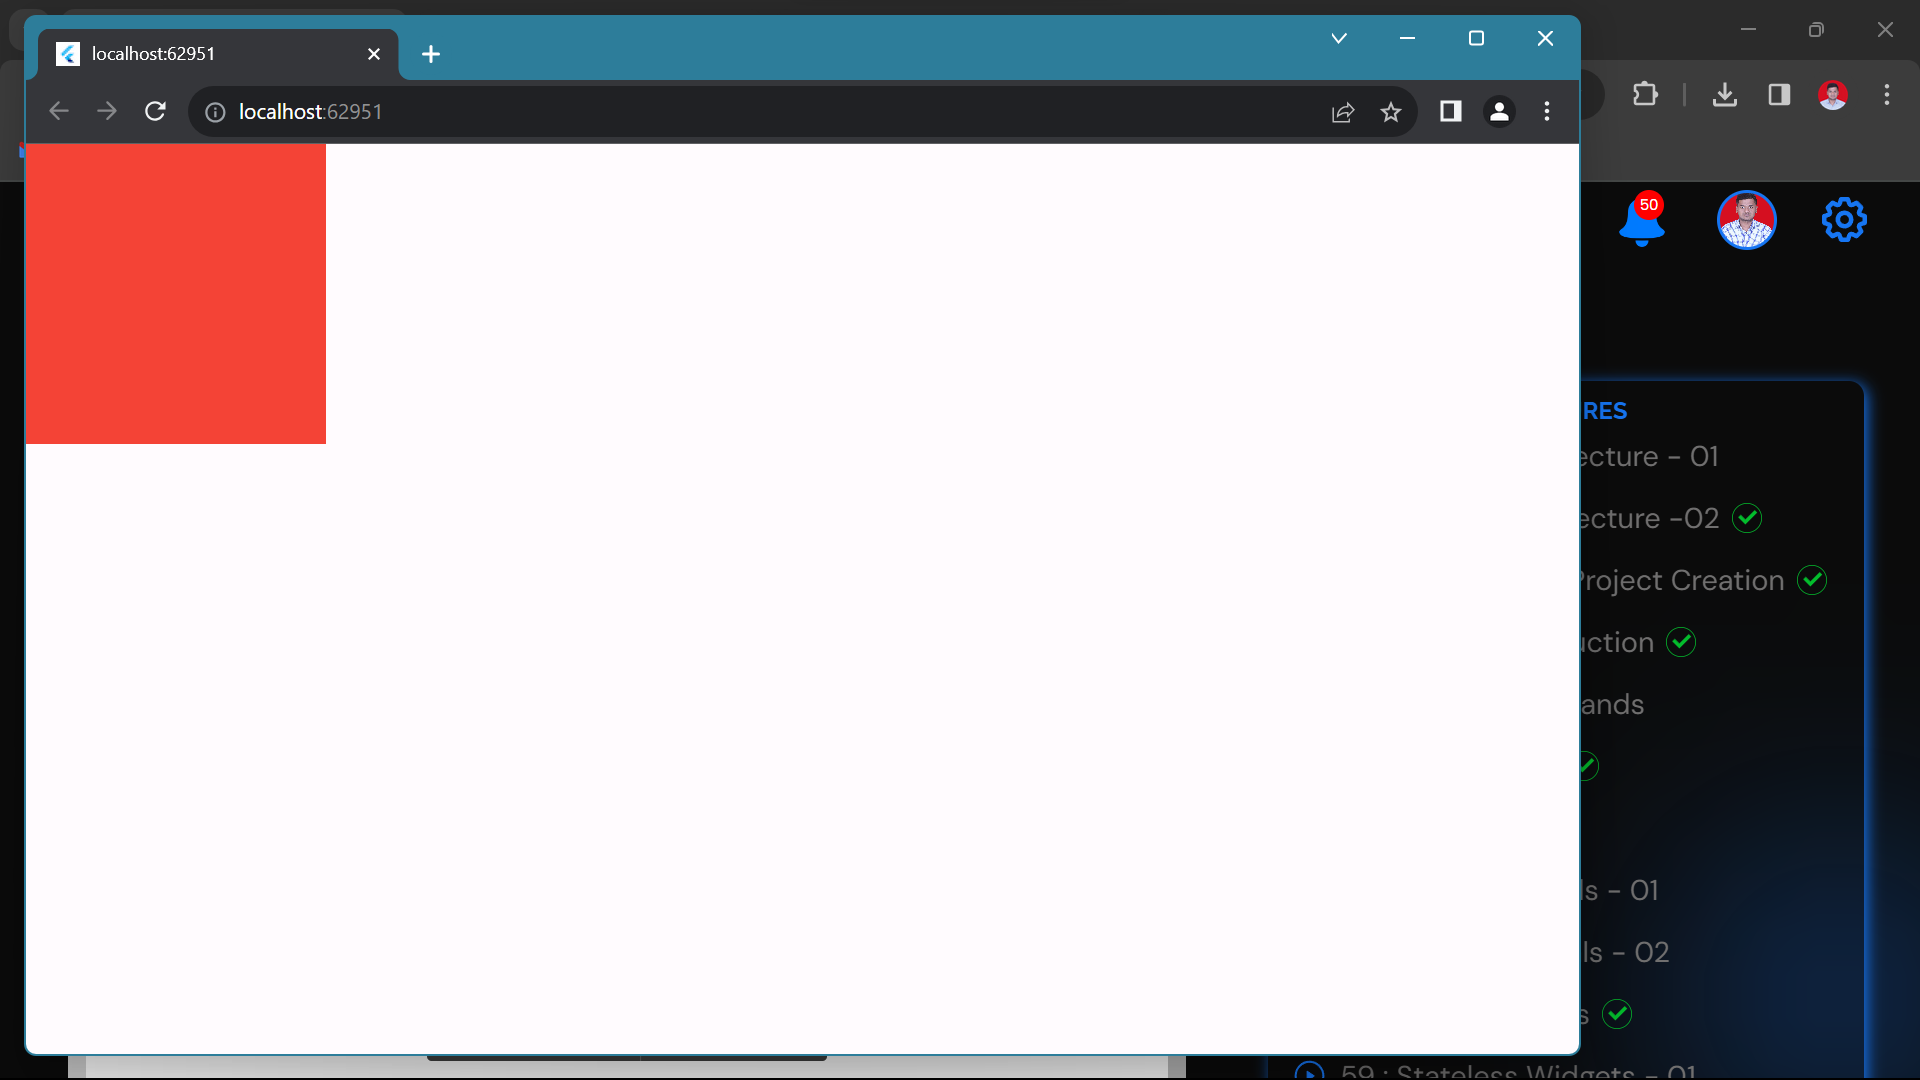 localhost:62951
localhost:62951
50
RES
ecture - 01
ecture -02
Project Creation
uction
ands
ls - 01
ls - 02
s
59 : Stateless Widgets - 01